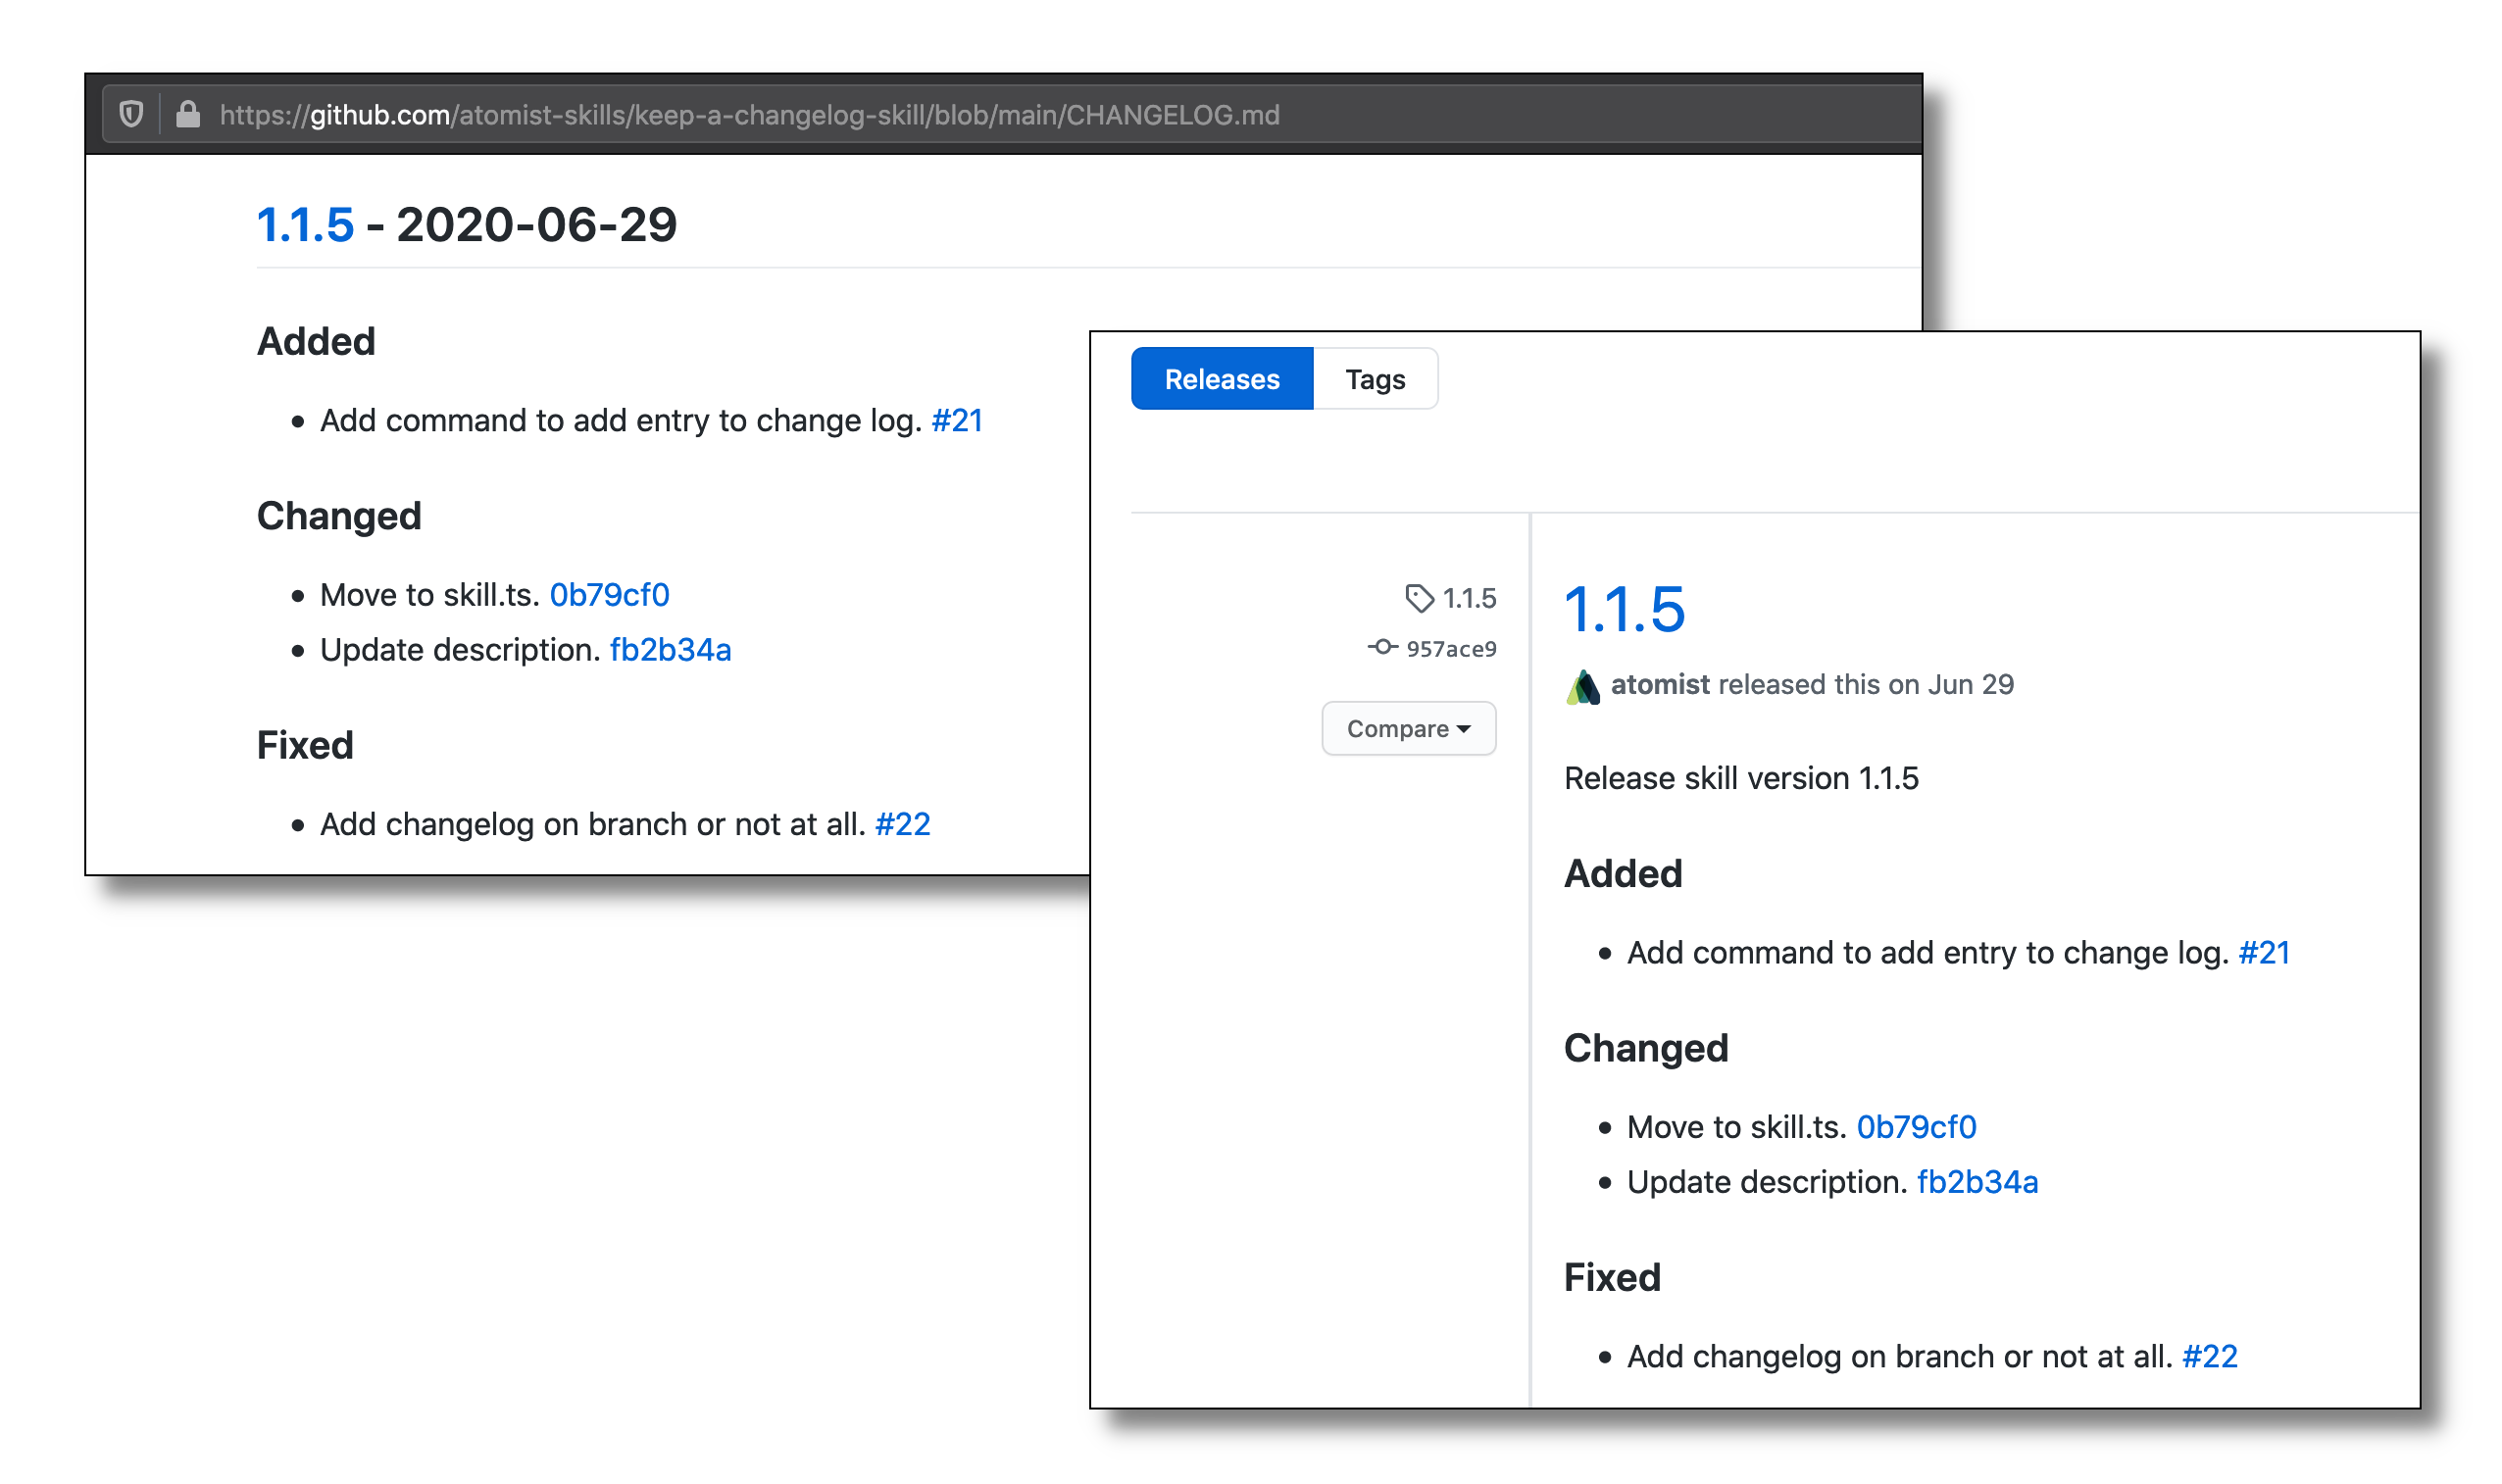 https://github.com/atomist-skills/keep-a-changelog-skill/blob/main/CHANGELOG.md
1.1.5 - 2020-06-29
Added
• Add command to add entry to change log. #21
Changed
• Move to skill.ts. 0b79cf0
• Update description. fb2b34a
Fixed
• Add changelog on branch or not at all. #22
Releases Tags
1.1.5
957ace9
Compare
1.1.5
atomist released this on Jun 29
Release skill version 1.1.5
Added
• Add command to add entry to change log. #21
Changed
• Move to skill.ts. 0b79cf0
• Update description. fb2b34a
Fixed
• Add changelog on branch or not at all. #22